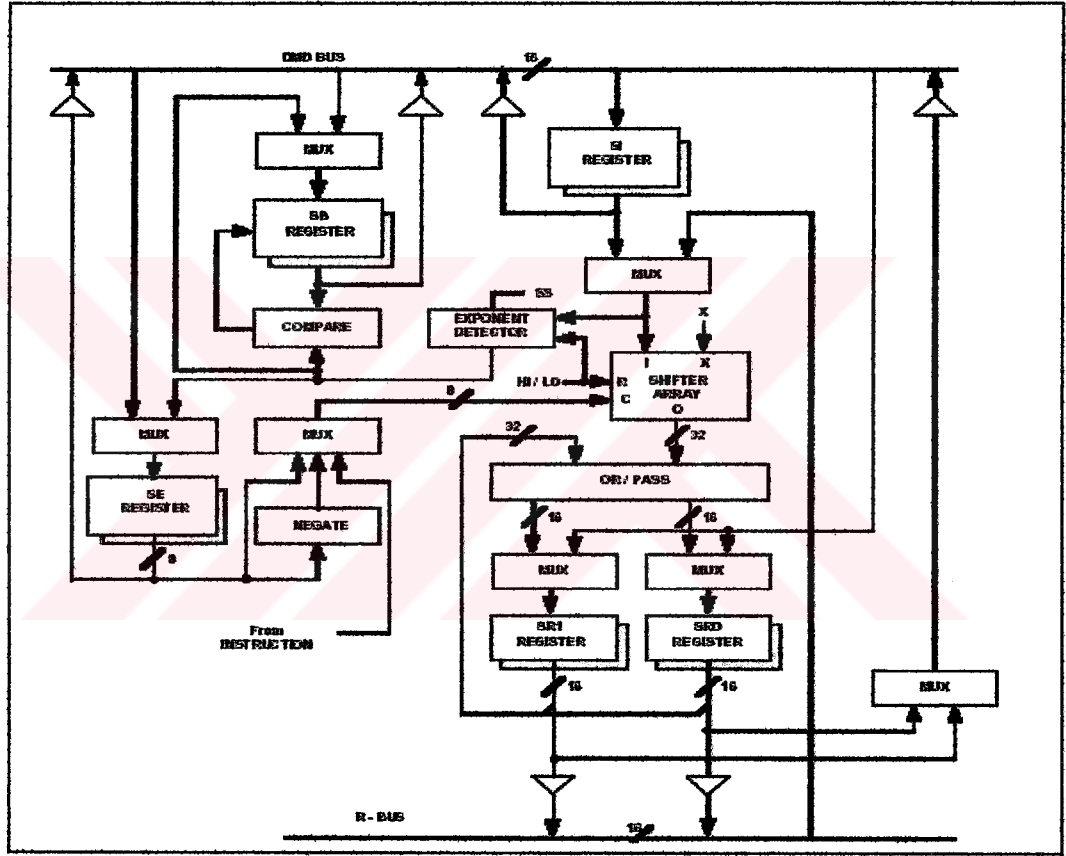 DMD BUS
16
MUX
SI
REGISTER
SB
REGISTER
MUX
SS
X
COMPARE
EXPONENT
DETECTOR
I
X
HI / LO
R
SHIFTER
ARRAY
8
C
O
MUX
MUX
32
32
SE
REGISTER
OR / PASS
16
16
NEGATE
8
MUX
MUX
From
INSTRUCTION
SR1
REGISTER
SR0
REGISTER
16
16
MUX
R - BUS
16